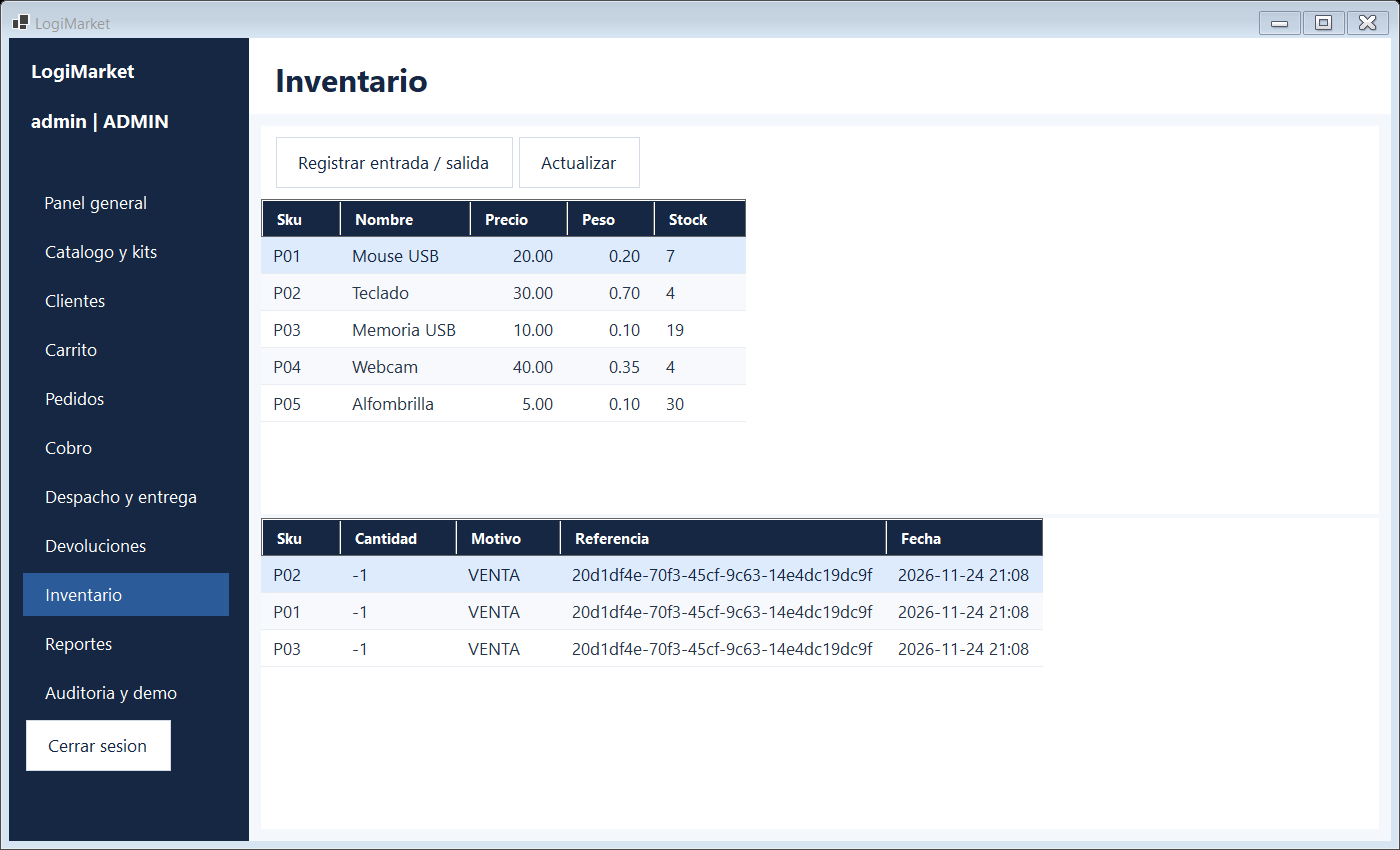 LogiMarket
LogiMarket
admin | ADMIN
Panel general
Catalogo y kits
Clientes
Carrito
Pedidos
Cobro
Despacho y entrega
Devoluciones
Inventario
Reportes
Auditoria y demo
Cerrar sesion
Inventario
Registrar entrada / salida Actualizar
Sku Nombre Precio Peso Stock
P01 Mouse USB 20.00 0.20 7
P02 Teclado 30.00 0.70 4
P03 Memoria USB 10.00 0.10 19
P04 Webcam 40.00 0.35 4
P05 Alfombrilla 5.00 0.10 30
Sku Cantidad Motivo Referencia Fecha
P02 -1 VENTA 20d1df4e-70f3-45cf-9c63-14e4dc19dc9f 2026-11-24 21:08
P01 -1 VENTA 20d1df4e-70f3-45cf-9c63-14e4dc19dc9f 2026-11-24 21:08
P03 -1 VENTA 20d1df4e-70f3-45cf-9c63-14e4dc19dc9f 2026-11-24 21:08